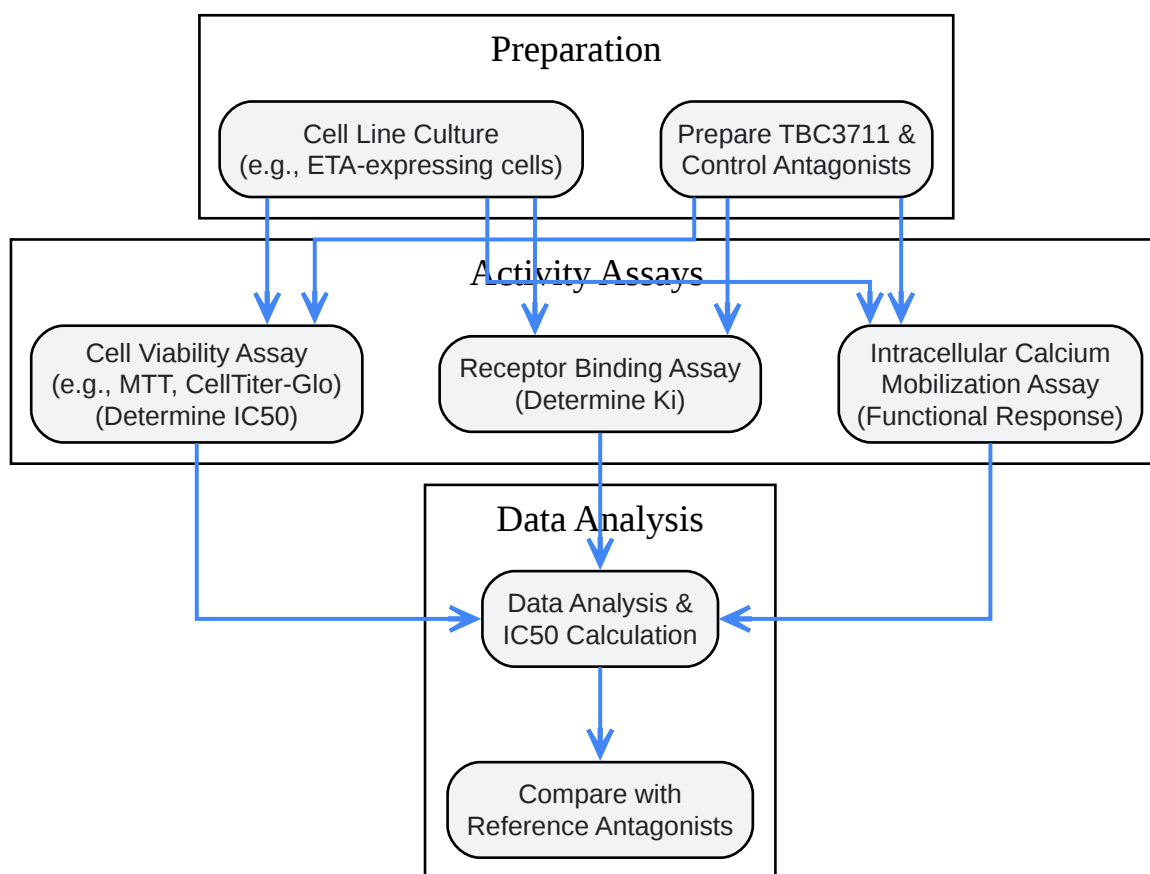 Preparation
Cell Line Culture
(e.g., ETA-expressing cells)
Prepare TBC3711 &
Control Antagonists
Activity Assays
Cell Viability Assay
(e.g., MTT, CellTiter-Glo)
(Determine IC50)
Receptor Binding Assay
(Determine Ki)
Intracellular Calcium
Mobilization Assay
(Functional Response)
Data Analysis
Data Analysis &
IC50 Calculation
Compare with
Reference Antagonists